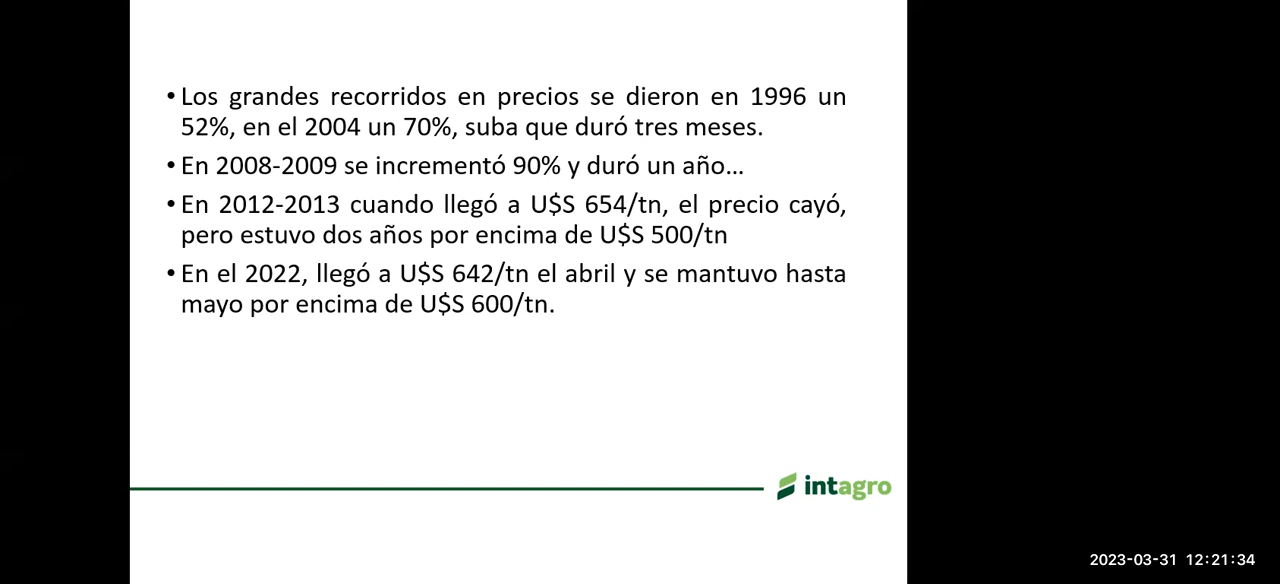 • Los grandes recorridos en precios se dieron en 1996 un
52%, en el 2004 un 70%, suba que duró tres meses.
• En 2008-2009 se incrementó 90% y duró un año...
• En 2012-2013 cuando llegó a U$S 654/tn, el precio cayó,
pero estuvo dos años por encima de U$S 500/tn
• En el 2022, llegó a U$S 642/tn el abril y se mantuvo hasta
mayo por encima de U$S 600/tn.
intagro
2023-03-31 12:21:34